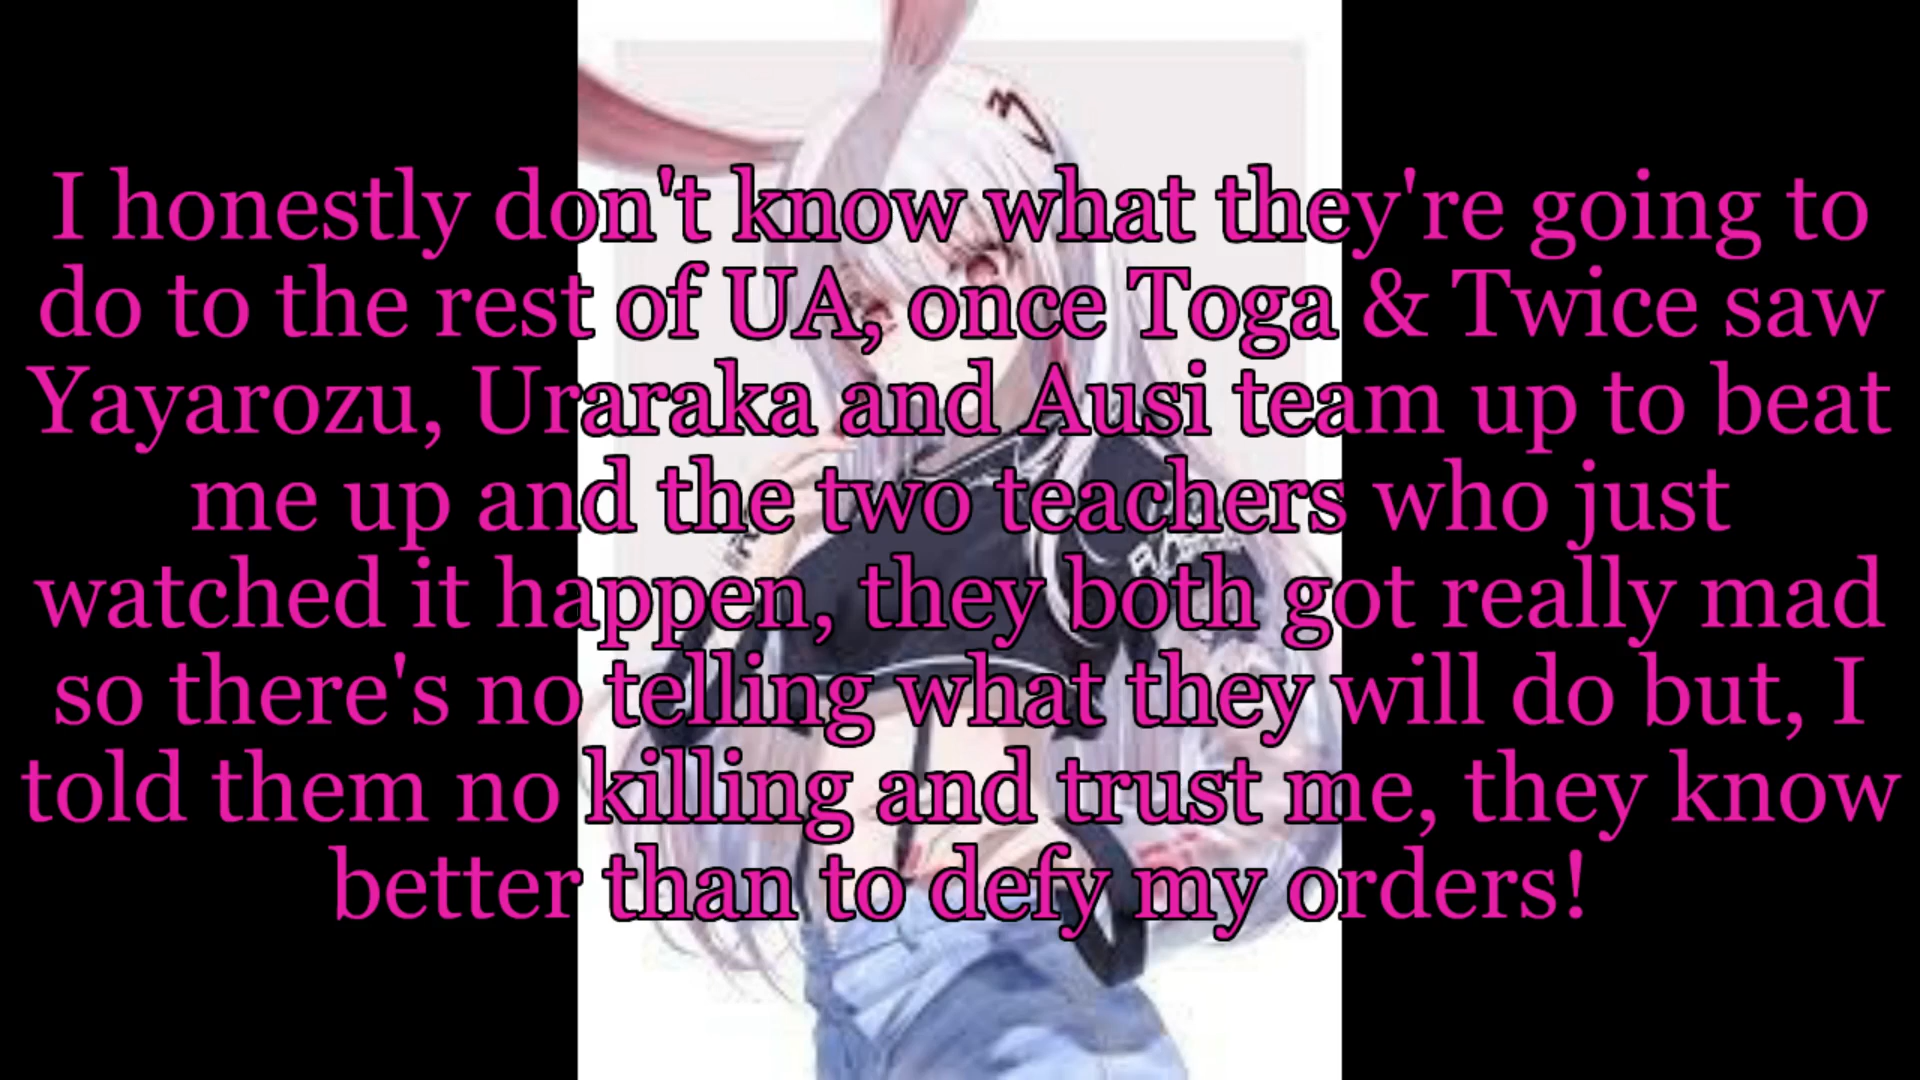 I honestly don't know what they're going to
do to the rest of UA, once Toga & Twice saw
Yayarozu, Uraraka and Ausi team up to beat
me up and the two teachers who just
watched it happen, they both got really mad
so there's no telling what they will do but, I
told them no killing and trust me, they know
better than to defy my orders!